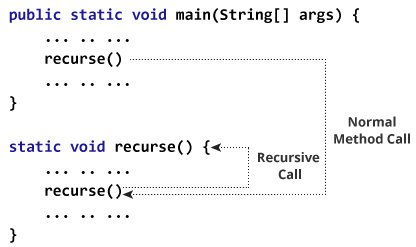 public static void main(String[] args) {
    ... .. ...
    recurse()
    ... .. ...
}
static void recurse() {
    ... .. ...
    recurse()
    ... .. ...
}
Normal
Method Call
Recursive
Call